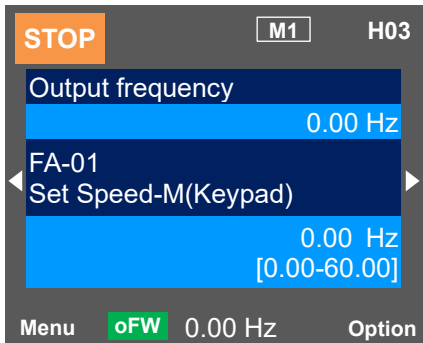 STOP M1 H03
Output frequency
0.00 Hz
FA-01
Set Speed-M(Keypad)
0.00 Hz
[0.00-60.00]
Menu oFW 0.00 Hz Option